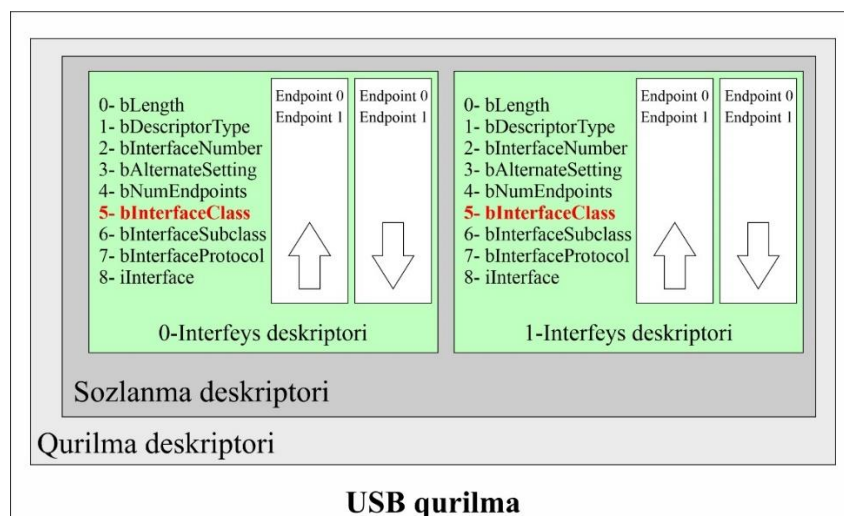 0- bLength
1- bDescriptorType
2- bInterfaceNumber
3- bAlternateSetting
4- bNumEndpoints
5- bInterfaceClass
6- bInterfaceSubclass
7- bInterfaceProtocol
8- iInterface
Endpoint 0
Endpoint 1
Endpoint 0
Endpoint 1
0-Interfeys deskriptori
0- bLength
1- bDescriptorType
2- bInterfaceNumber
3- bAlternateSetting
4- bNumEndpoints
5- bInterfaceClass
6- bInterfaceSubclass
7- bInterfaceProtocol
8- iInterface
Endpoint 0
Endpoint 1
Endpoint 0
Endpoint 1
1-Interfeys deskriptori
Sozlanma deskriptori
Qurilma deskriptori
USB qurilma